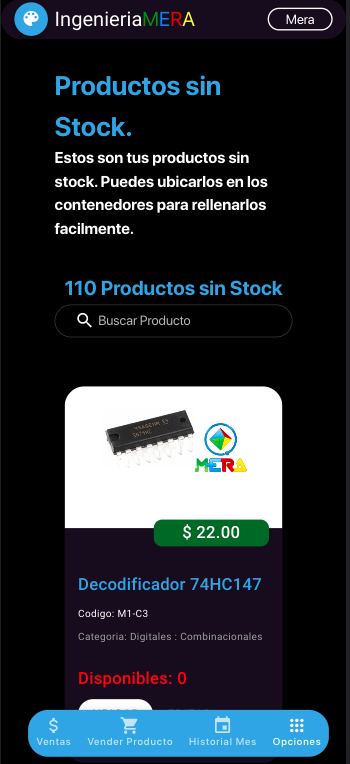 IngenieriaMERA
Mera
Productos sin
Stock.
Estos son tus productos sin
stock. Puedes ubicarlos en los
contenedores para rellenarlos
facilmente.
110 Productos sin Stock
Buscar Producto
MERA
$ 22.00
Decodificador 74HC147
Codigo: M1-C3
Categoria: Digitales : Combinacionales
Disponibles: 0
Ventas
Vender Producto
Historial Mes
Opciones